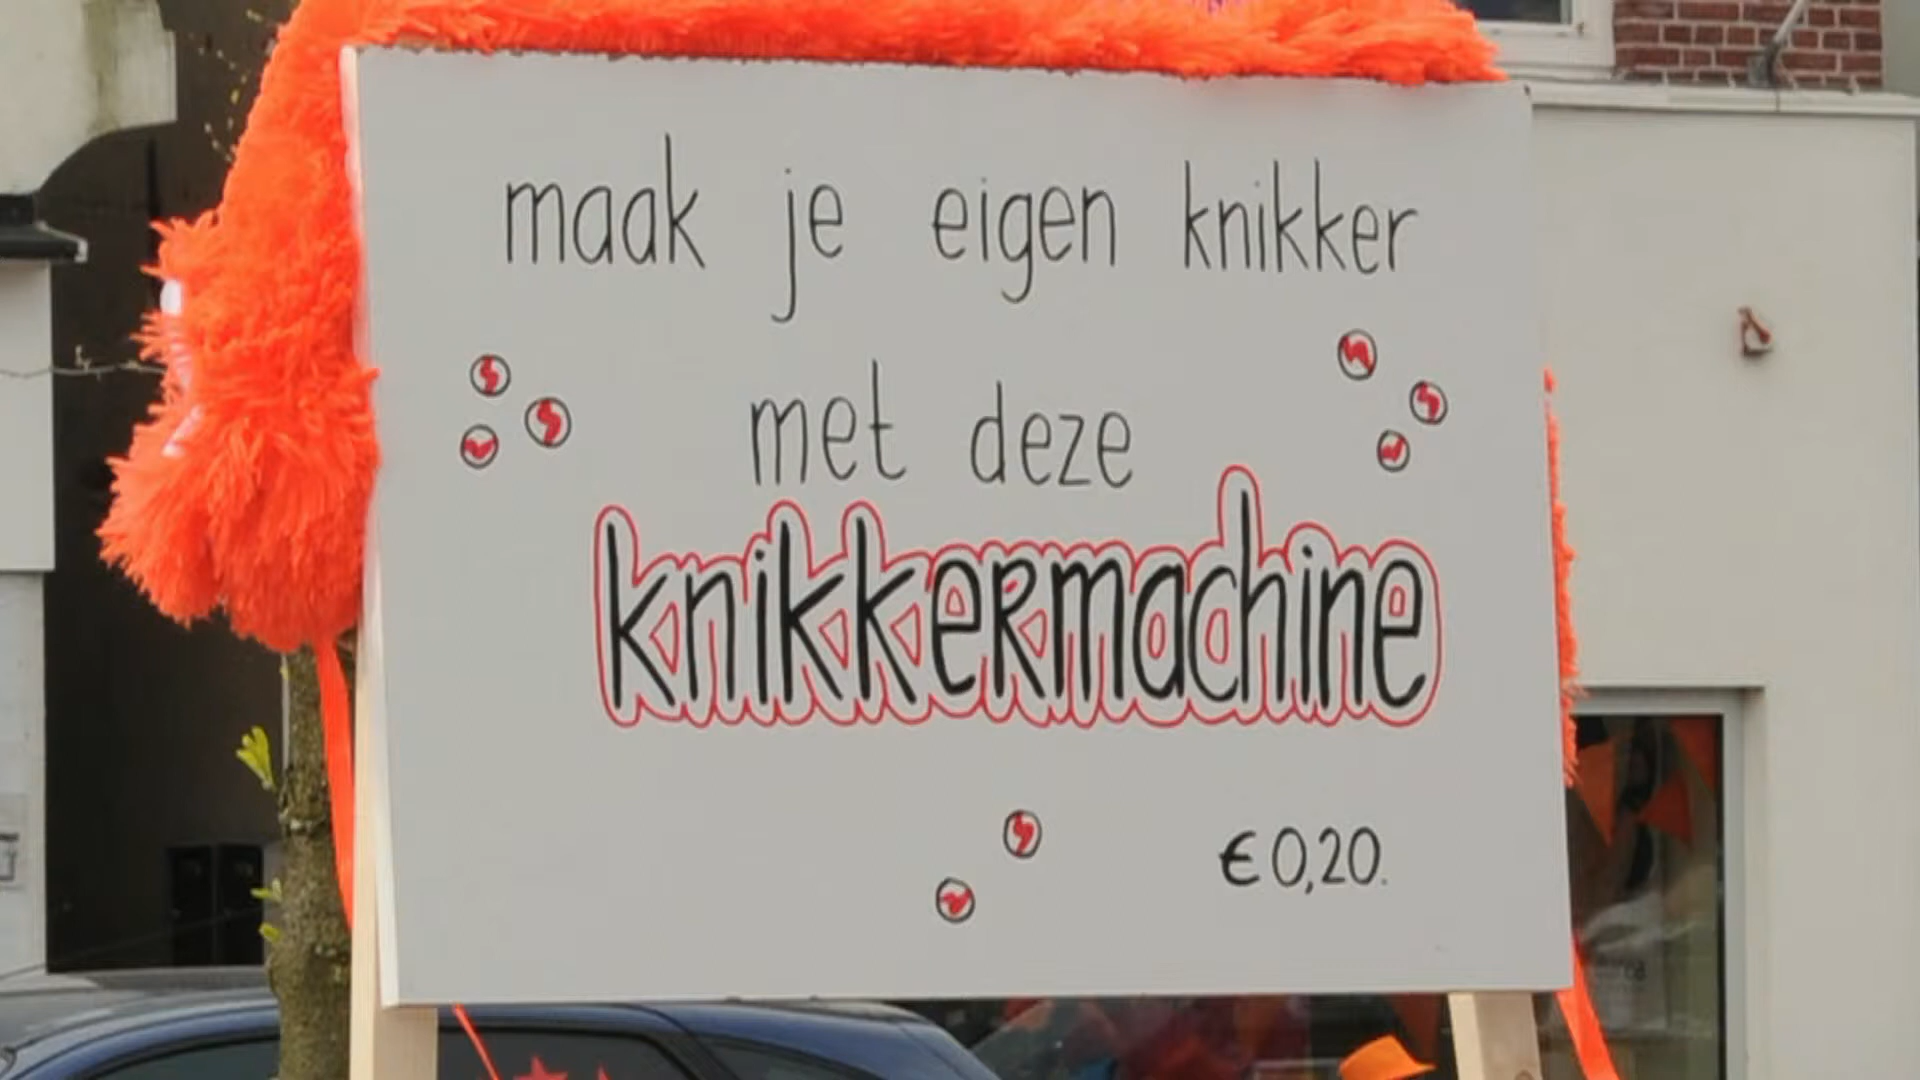 maak je eigen knikker
met deze
knikkermachine
€ 0,20.